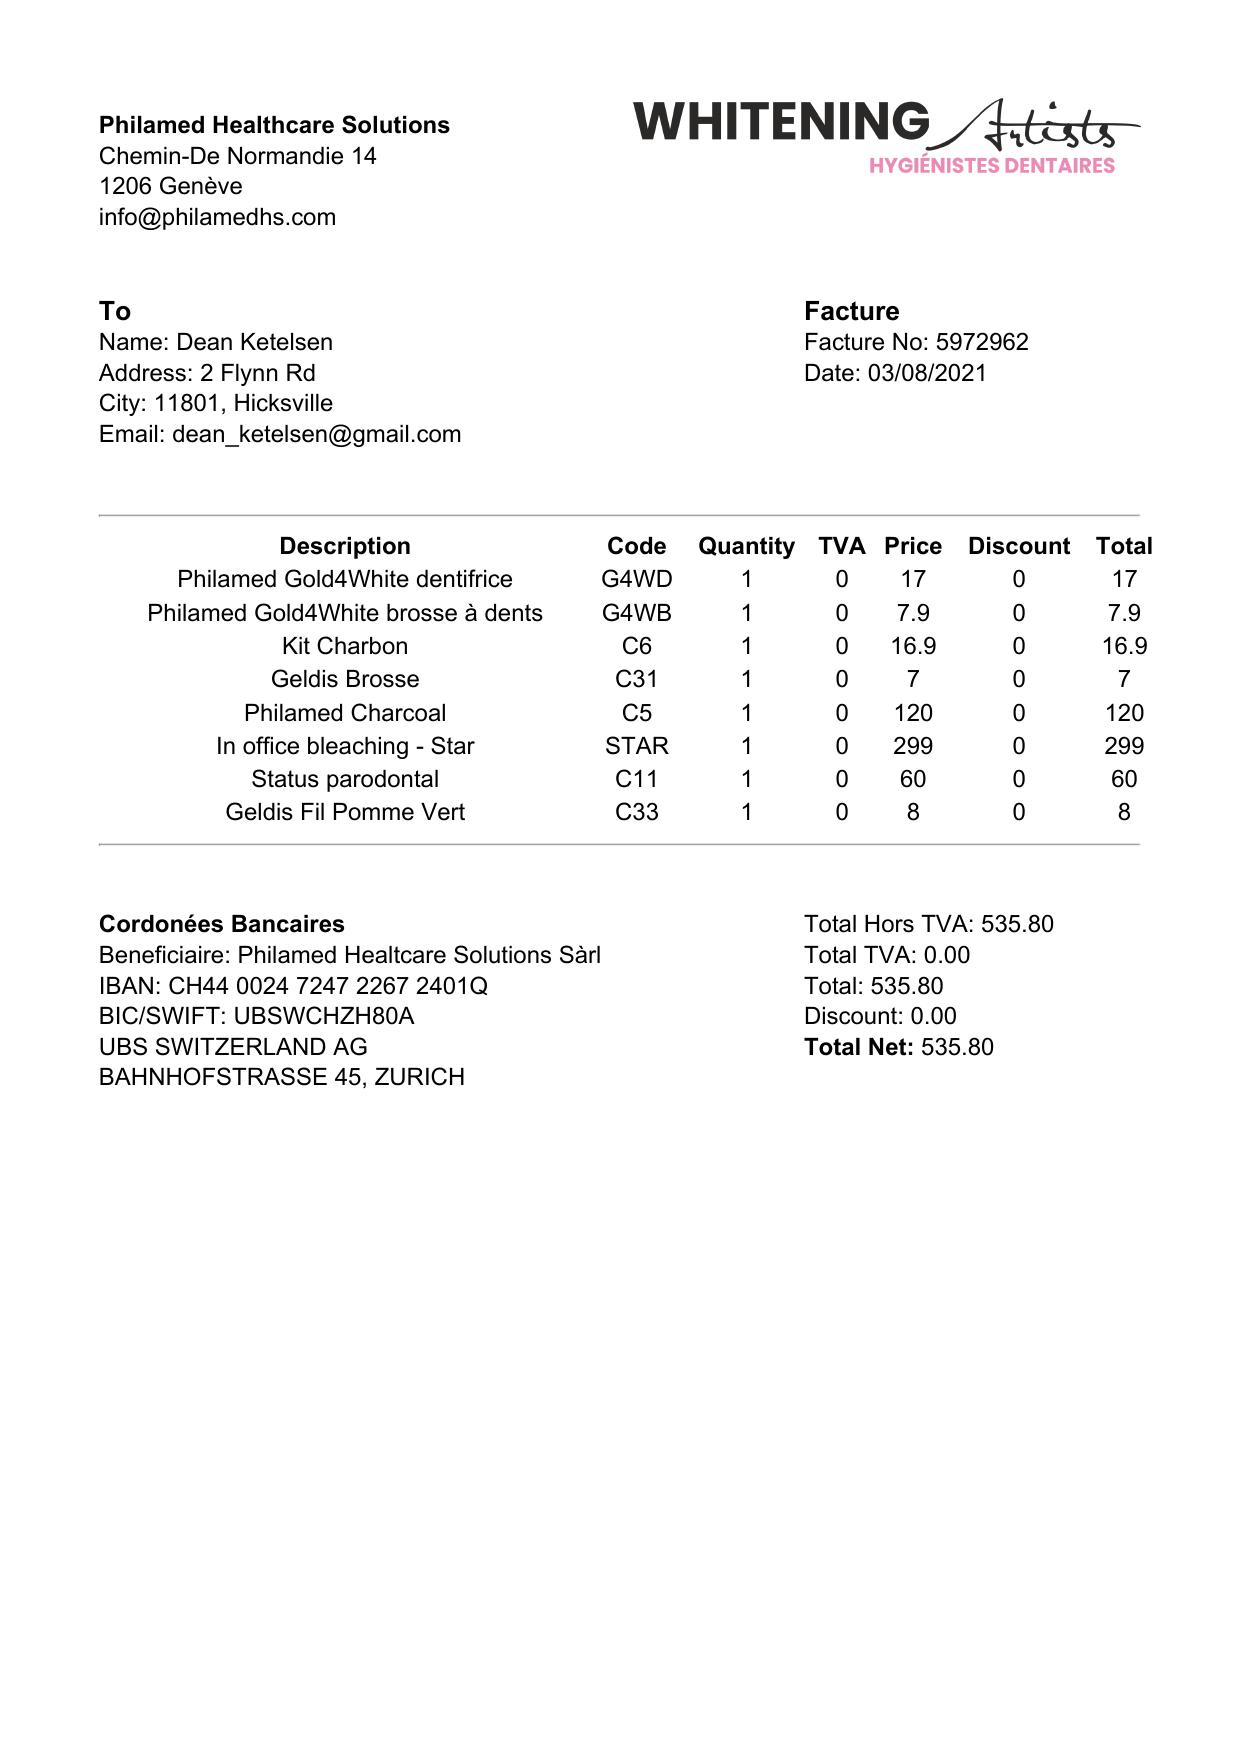 Philamed Healthcare Solutions
Chemin-De Normandie 14
1206 Genève
info@philamedhs.com
WHITENING Artists
HYGIÉNISTES DENTAIRES
To
Name: Dean Ketelsen
Address: 2 Flynn Rd
City: 11801, Hicksville
Email: dean_ketelsen@gmail.com
Facture
Facture No: 5972962
Date: 03/08/2021
Description Code Quantity TVA Price Discount Total
Philamed Gold4White dentifrice G4WD 1 0 17 0 17
Philamed Gold4White brosse à dents G4WB 1 0 7.9 0 7.9
Kit Charbon C6 1 0 16.9 0 16.9
Geldis Brosse C31 1 0 7 0 7
Philamed Charcoal C5 1 0 120 0 120
In office bleaching - Star STAR 1 0 299 0 299
Status parodontal C11 1 0 60 0 60
Geldis Fil Pomme Vert C33 1 0 8 0 8
Cordonées Bancaires
Beneficiaire: Philamed Healtcare Solutions Sàrl
IBAN: CH44 0024 7247 2267 2401Q
BIC/SWIFT: UBSWCHZH80A
UBS SWITZERLAND AG
BAHNHOFSTRASSE 45, ZURICH
Total Hors TVA: 535.80
Total TVA: 0.00
Total: 535.80
Discount: 0.00
Total Net: 535.80